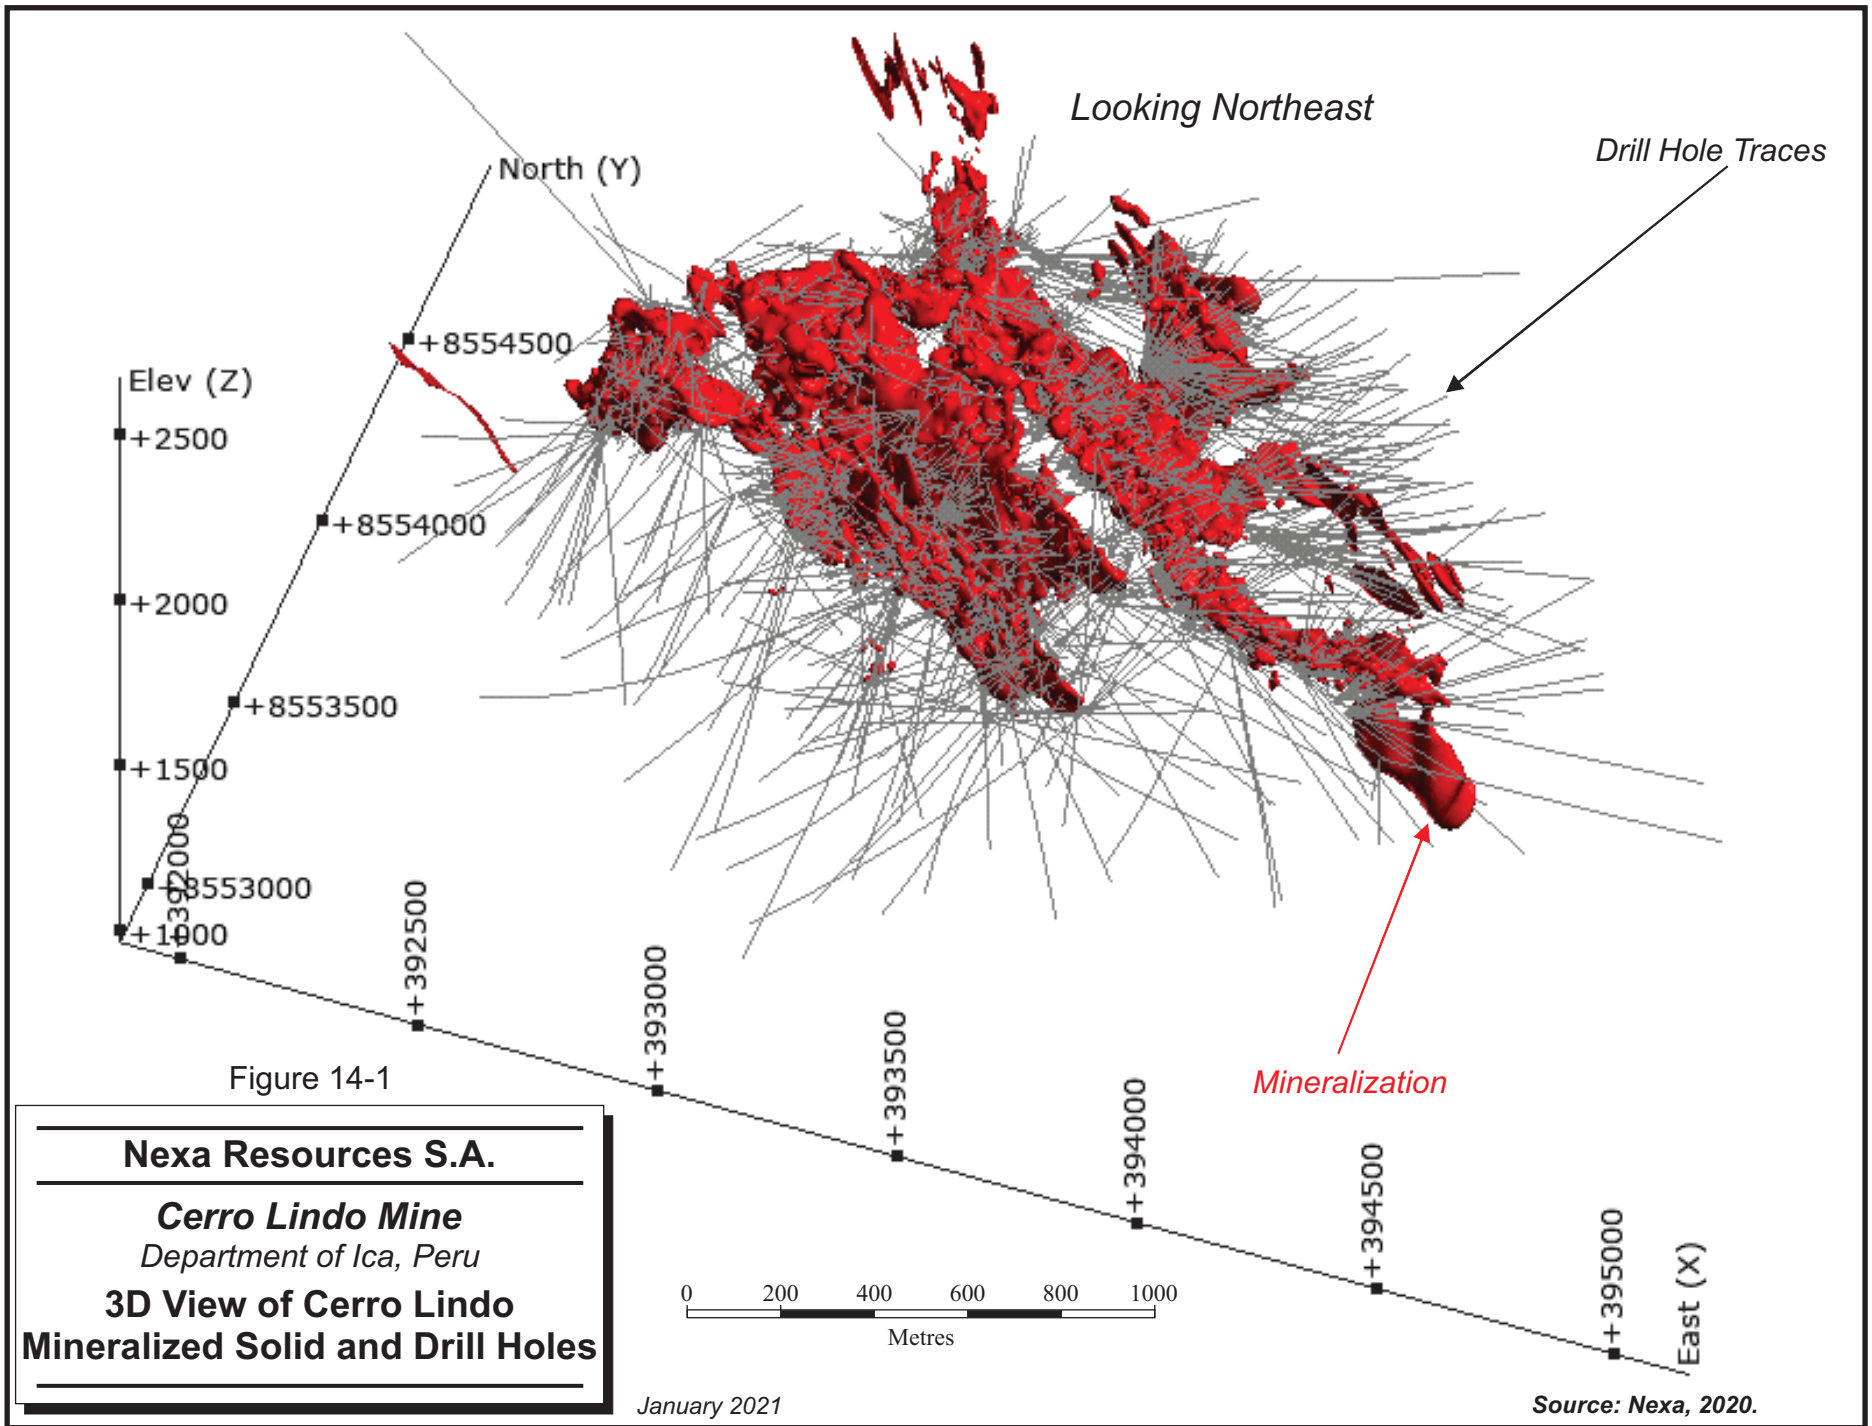 Looking Northeast
Drill Hole Traces
North (Y)
+8554500
+8554000
+8553500
+8553000
Elev (Z)
+2500
+2000
+1500
+1000
+392000
+392500
+393000
+393500
+394000
+394500
+395000
East (X)
Mineralization
Figure 14-1
Nexa Resources S.A.
Cerro Lindo Mine
Department of Ica, Peru
3D View of Cerro Lindo
Mineralized Solid and Drill Holes
0 200 400 600 800 1000
Metres
January 2021
Source: Nexa, 2020.